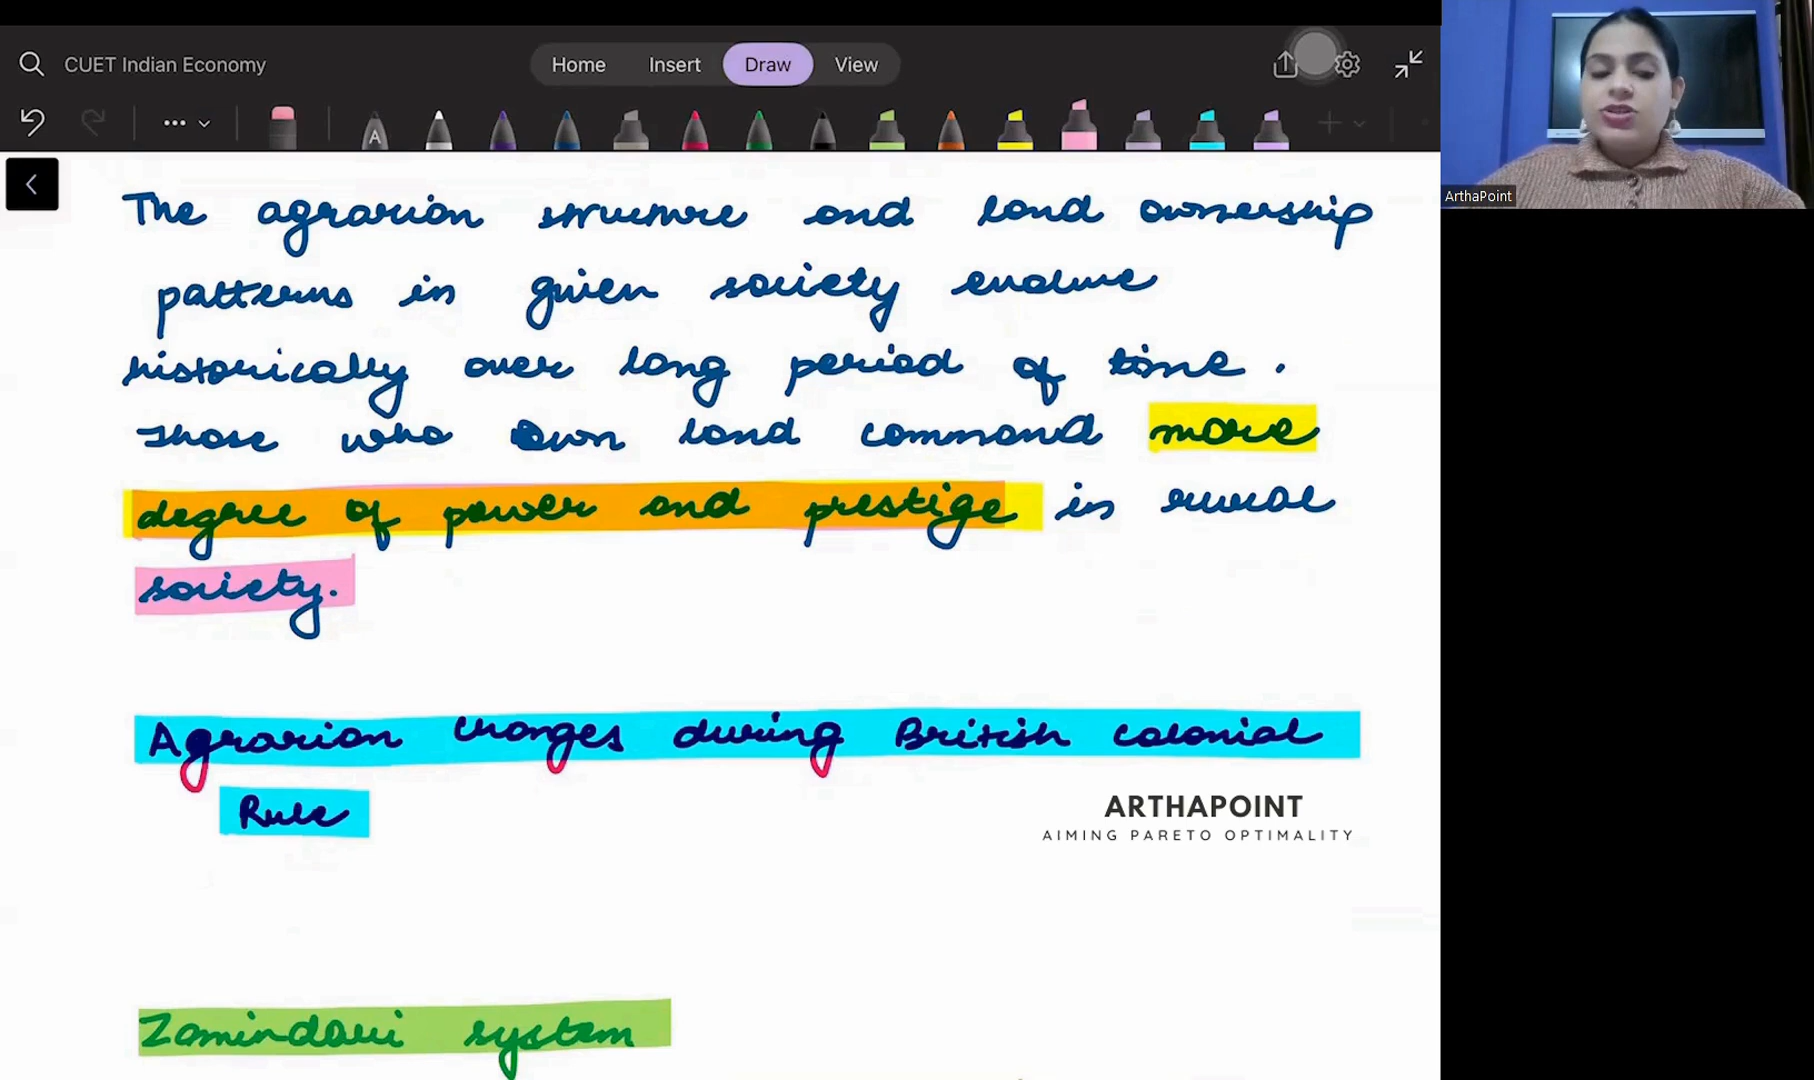 CUET Indian Economy
Home Insert Draw View
A
ArthaPoint
The agrarian structure and land ownership
patterns in given society evolve
historically over long period of time.
Those who own land command more
degree of power and prestige in rural
society.
Agrarian changes during British colonial
Rule
ARTHAPOINT
AIMING PARETO OPTIMALITY
Zamindari system